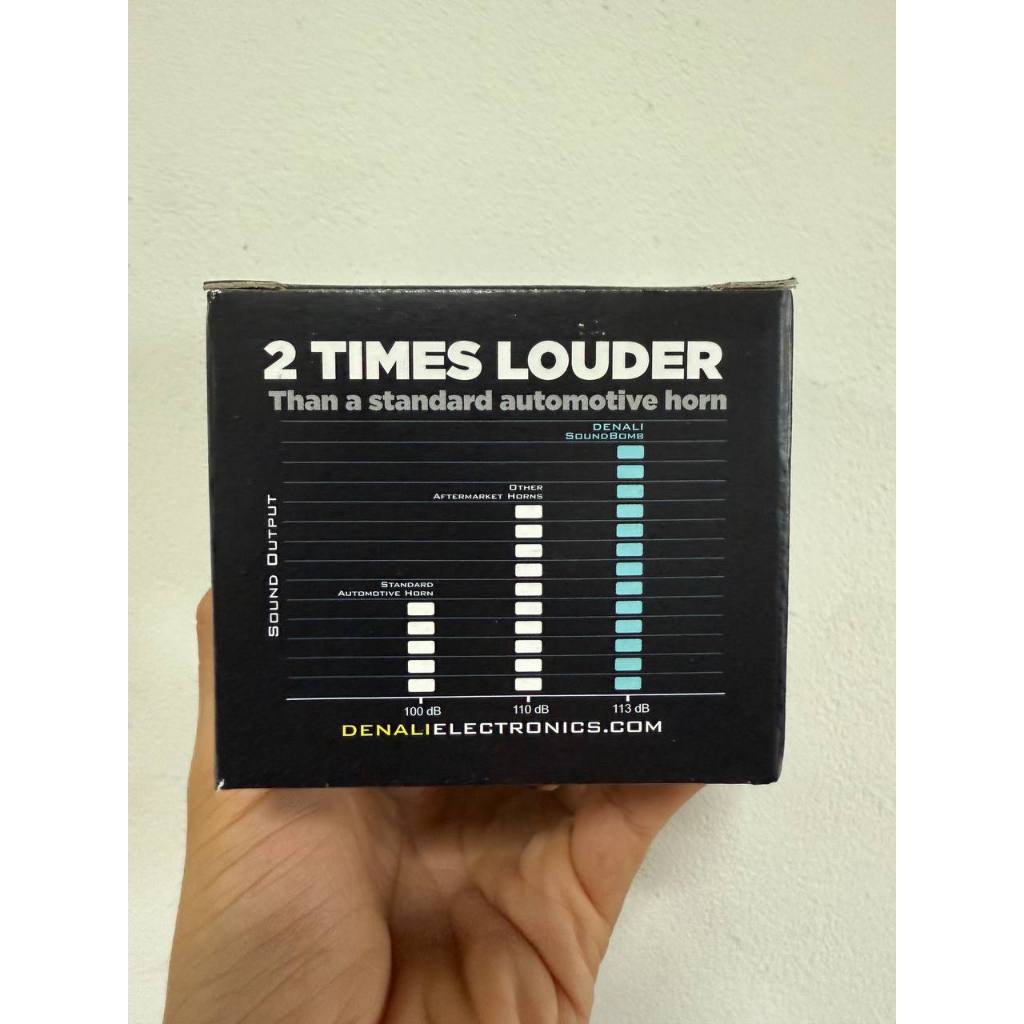 2 TIMES LOUDER
Than a standard automotive horn
DENALI
SOUNDBOMB
OTHER
AFTERMARKET HORNS
STANDARD
AUTOMOTIVE HORN
SOUND OUTPUT
100 dB 110 dB 113 dB
DENALIELECTRONICS.COM